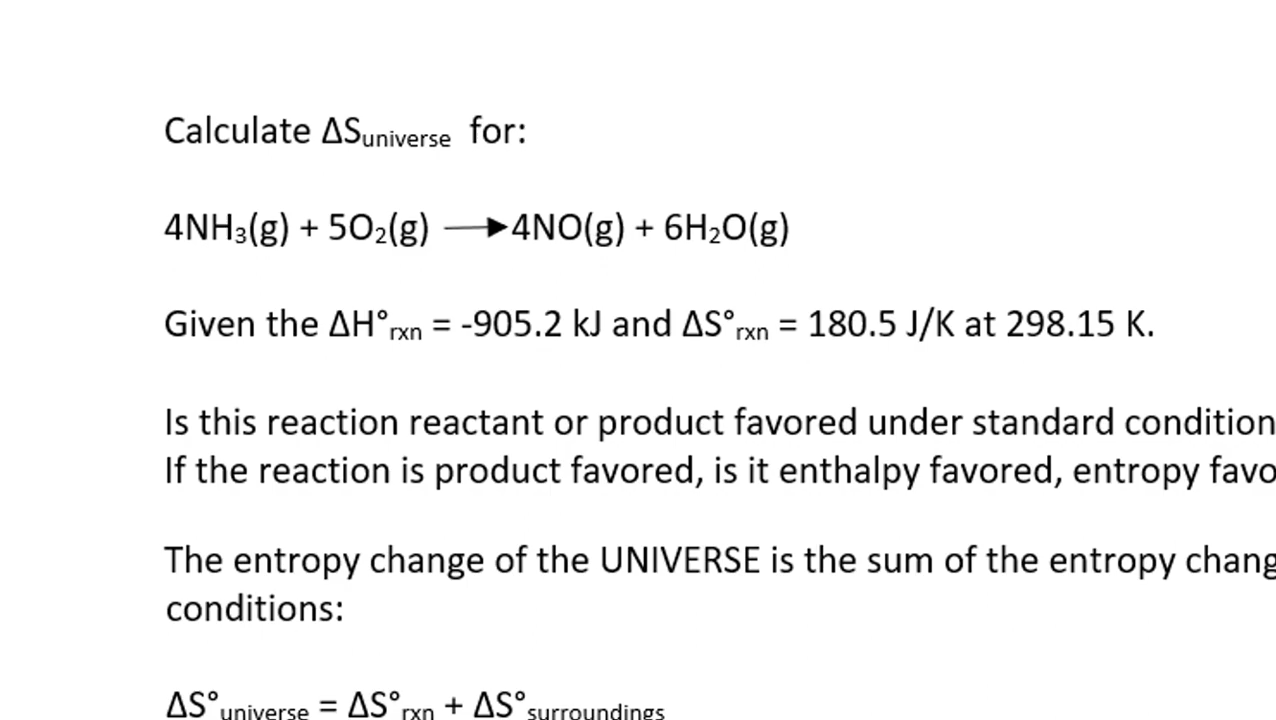 Calculate ΔSuniverse for:
4NH₃(g) + 5O₂(g) ⟶4NO(g) + 6H₂O(g)
Given the ΔH°rxn = -905.2 kJ and ΔS°rxn = 180.5 J/K at 298.15 K.
Is this reaction reactant or product favored under standard condition
If the reaction is product favored, is it enthalpy favored, entropy favo
The entropy change of the UNIVERSE is the sum of the entropy chang
conditions:
ΔS°universe = ΔS°rxn + ΔS°surroundings